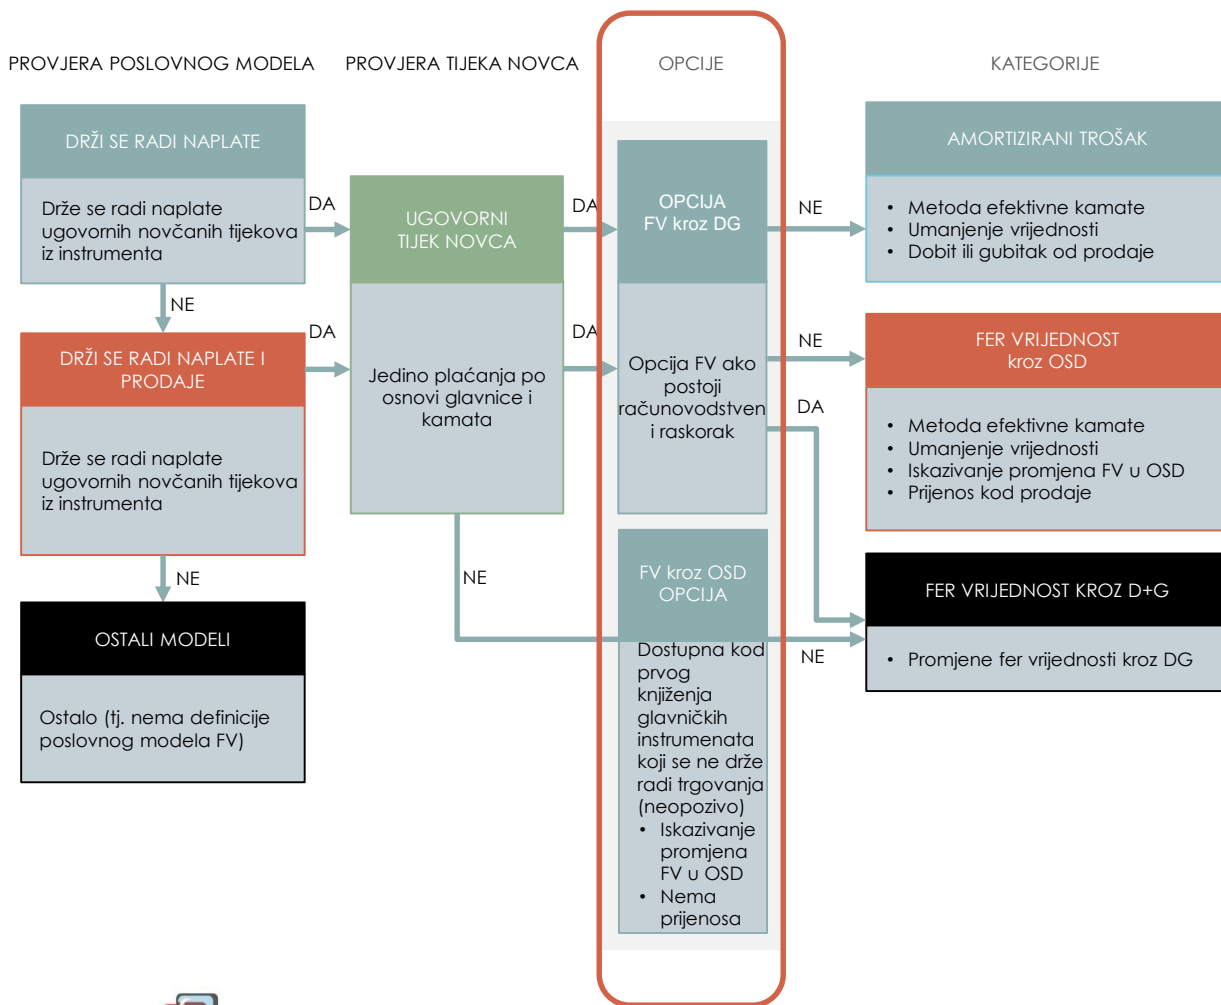 PROVJERA POSLOVNOG MODELA
PROVJERA TIJEKA NOVCA
OPCIJE
KATEGORIJE
DRŽI SE RADI NAPLATE
Drže se radi naplate
ugovornih novčanih tijekova
iz instrumenta
DA
NE
DRŽI SE RADI NAPLATE I
PRODAJE
Drže se radi naplate
ugovornih novčanih tijekova
iz instrumenta
DA
NE
OSTALI MODELI
Ostalo (tj. nema definicije
poslovnog modela FV)
UGOVORNI
TIJEK NOVCA
Jedino plaćanja po
osnovi glavnice i
kamata
DA
DA
NE
OPCIJA
FV kroz DG
Opcija FV ako
postoji
računovodstven
i raskorak
NE
NE
DA
FV kroz OSD
OPCIJA
Dostupna kod
prvog
knjiženja
glavničkih
instrumenata
koji se ne drže
radi trgovanja
(neopozivo)
• Iskazivanje
promjena
FV u OSD
• Nema
prijenosa
NE
AMORTIZIRANI TROŠAK
• Metoda efektivne kamate
• Umanjenje vrijednosti
• Dobit ili gubitak od prodaje
FER VRIJEDNOST
kroz OSD
• Metoda efektivne kamate
• Umanjenje vrijednosti
• Iskazivanje promjena FV u OSD
• Prijenos kod prodaje
FER VRIJEDNOST KROZ D+G
• Promjene fer vrijednosti kroz DG